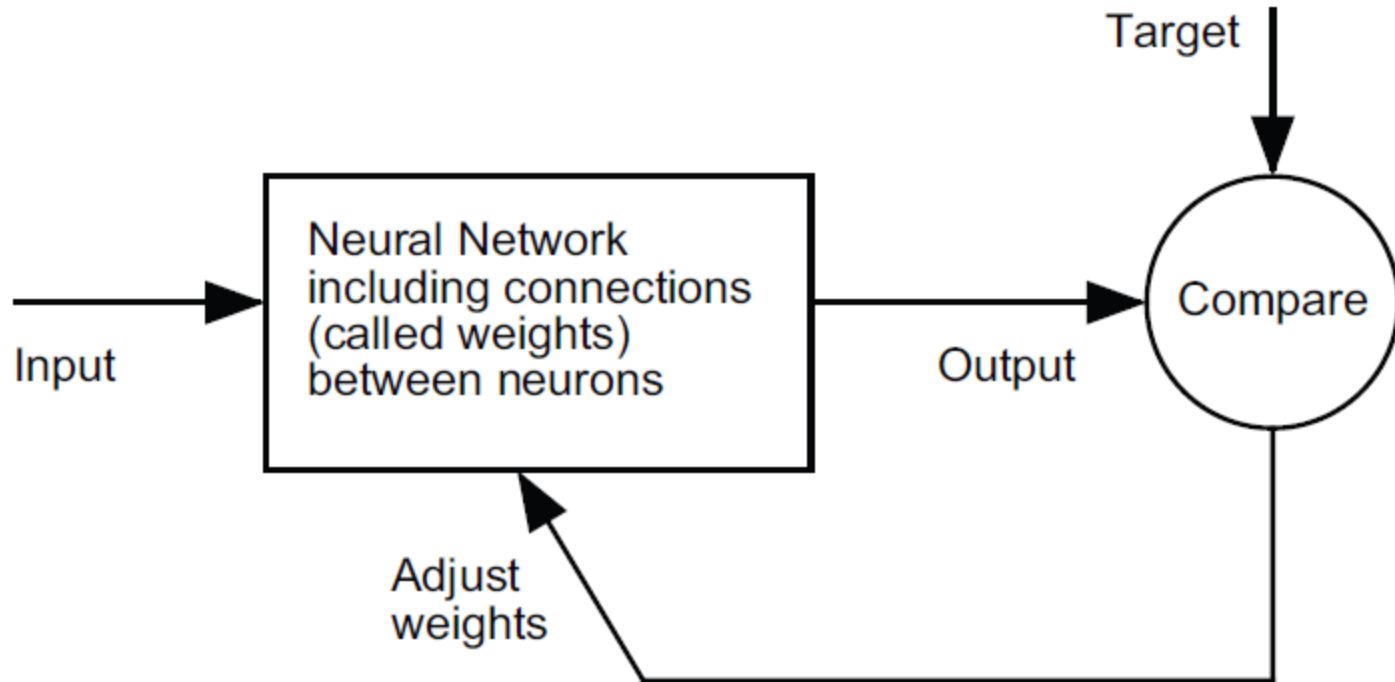 Target
Neural Network
including connections
(called weights)
between neurons
Compare
Input
Output
Adjust
weights